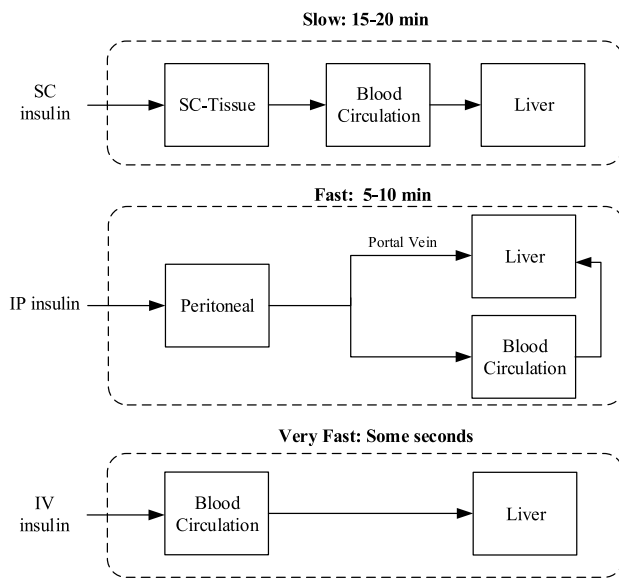 Slow: 15-20 min
SC
insulin
SC-Tissue
Blood
Circulation
Liver
Fast: 5-10 min
Portal Vein
IP insulin
Peritoneal
Liver
Blood
Circulation
Very Fast: Some seconds
IV
insulin
Blood
Circulation
Liver